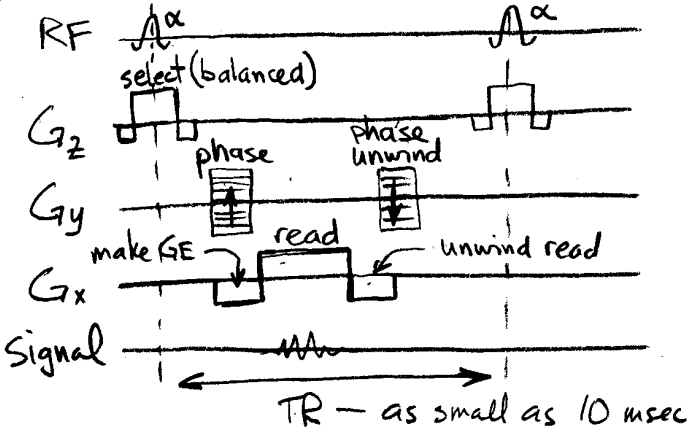 RF α α
select (balanced)
Gz
phase
phase unwind
Gy
make GE read unwind read
Gx
Signal
TR — as small as 10 msec